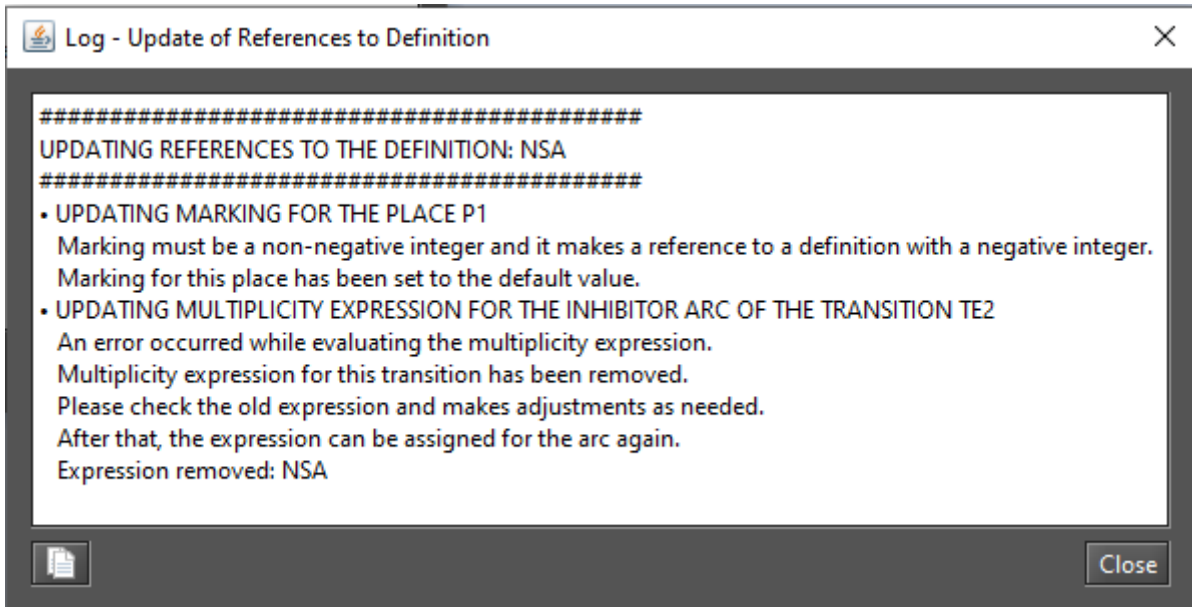 Log - Update of References to Definition
###########################################
UPDATING REFERENCES TO THE DEFINITION: NSA
###########################################
• UPDATING MARKING FOR THE PLACE P1
Marking must be a non-negative integer and it makes a reference to a definition with a negative integer.
Marking for this place has been set to the default value.
• UPDATING MULTIPLICITY EXPRESSION FOR THE INHIBITOR ARC OF THE TRANSITION TE2
An error occurred while evaluating the multiplicity expression.
Multiplicity expression for this transition has been removed.
Please check the old expression and makes adjustments as needed.
After that, the expression can be assigned for the arc again.
Expression removed: NSA
Close